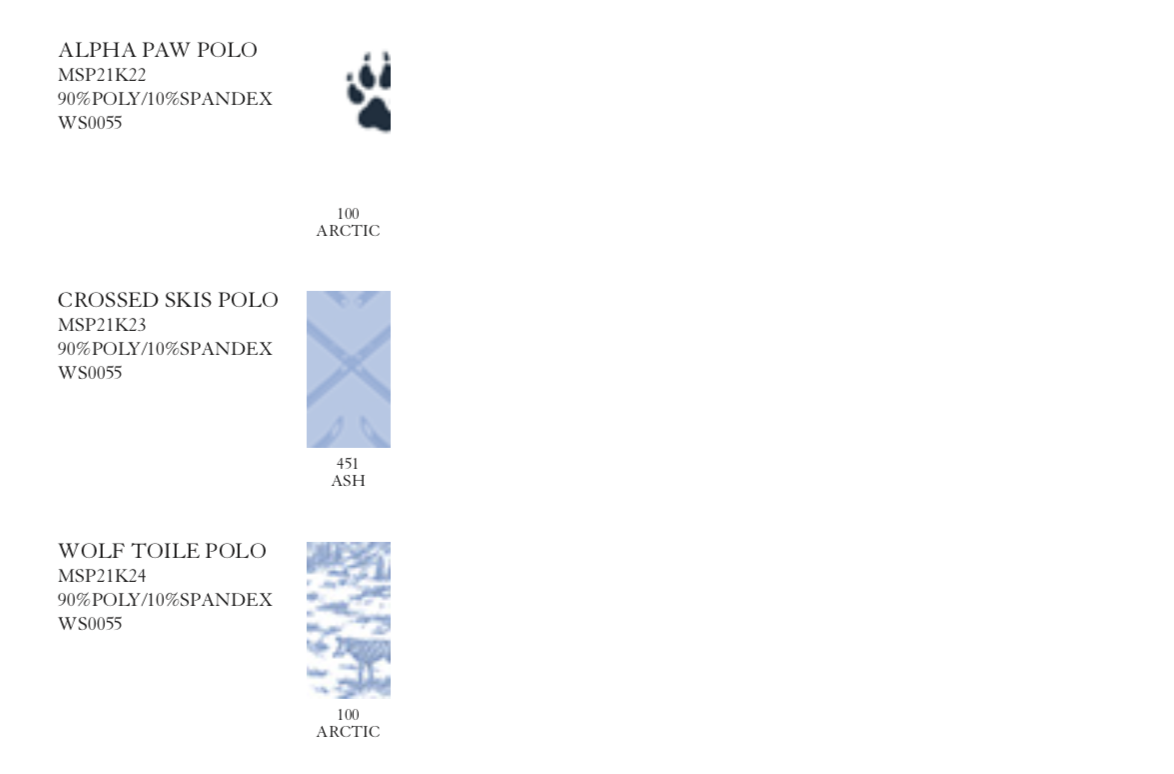 ALPHA PAW POLO
MSP21K22
90%POLY/10%SPANDEX
WS0055
100
ARCTIC
CROSSED SKIS POLO
MSP21K23
90%POLY/10%SPANDEX
WS0055
451
ASH
WOLF TOILE POLO
MSP21K24
90%POLY/10%SPANDEX
WS0055
100
ARCTIC